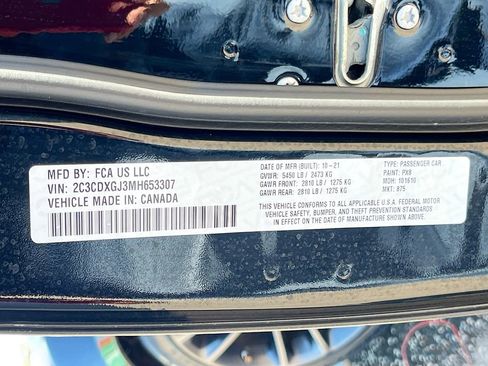 MFD BY: FCA US LLC
VIN: 2C3CDXGJ3MH653307
VEHICLE MADE IN: CANADA
DATE OF MFR (BUILT): 10-21
GVWR: 5450 LB / 2473 KG
GAWR FRONT: 2810 LB / 1275 KG
GAWR REAR: 2810 LB / 1275 KG
TYPE: PASSENGER CAR
PAINT: PX8
MDH: 101610
MKT: 875
THIS VEHICLE CONFORMS TO ALL APPLICABLE U.S.A. FEDERAL MOTOR
VEHICLE SAFETY, BUMPER, AND THEFT PREVENTION STANDARDS
IN EFFECT ON THE DATE OF MANUFACTURE SHOWN ABOVE.